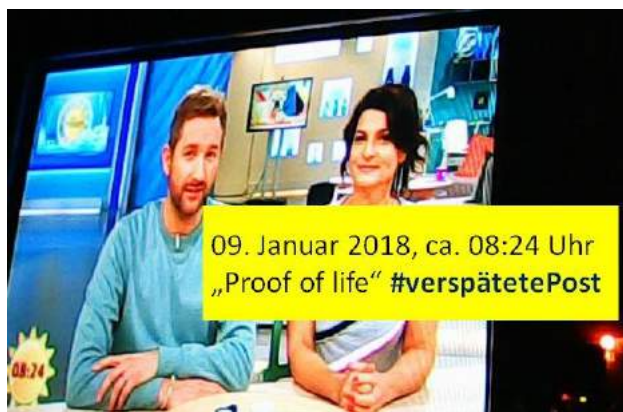 09. Januar 2018, ca. 08:24 Uhr
„Proof of life“ #verspätetePost
08:24